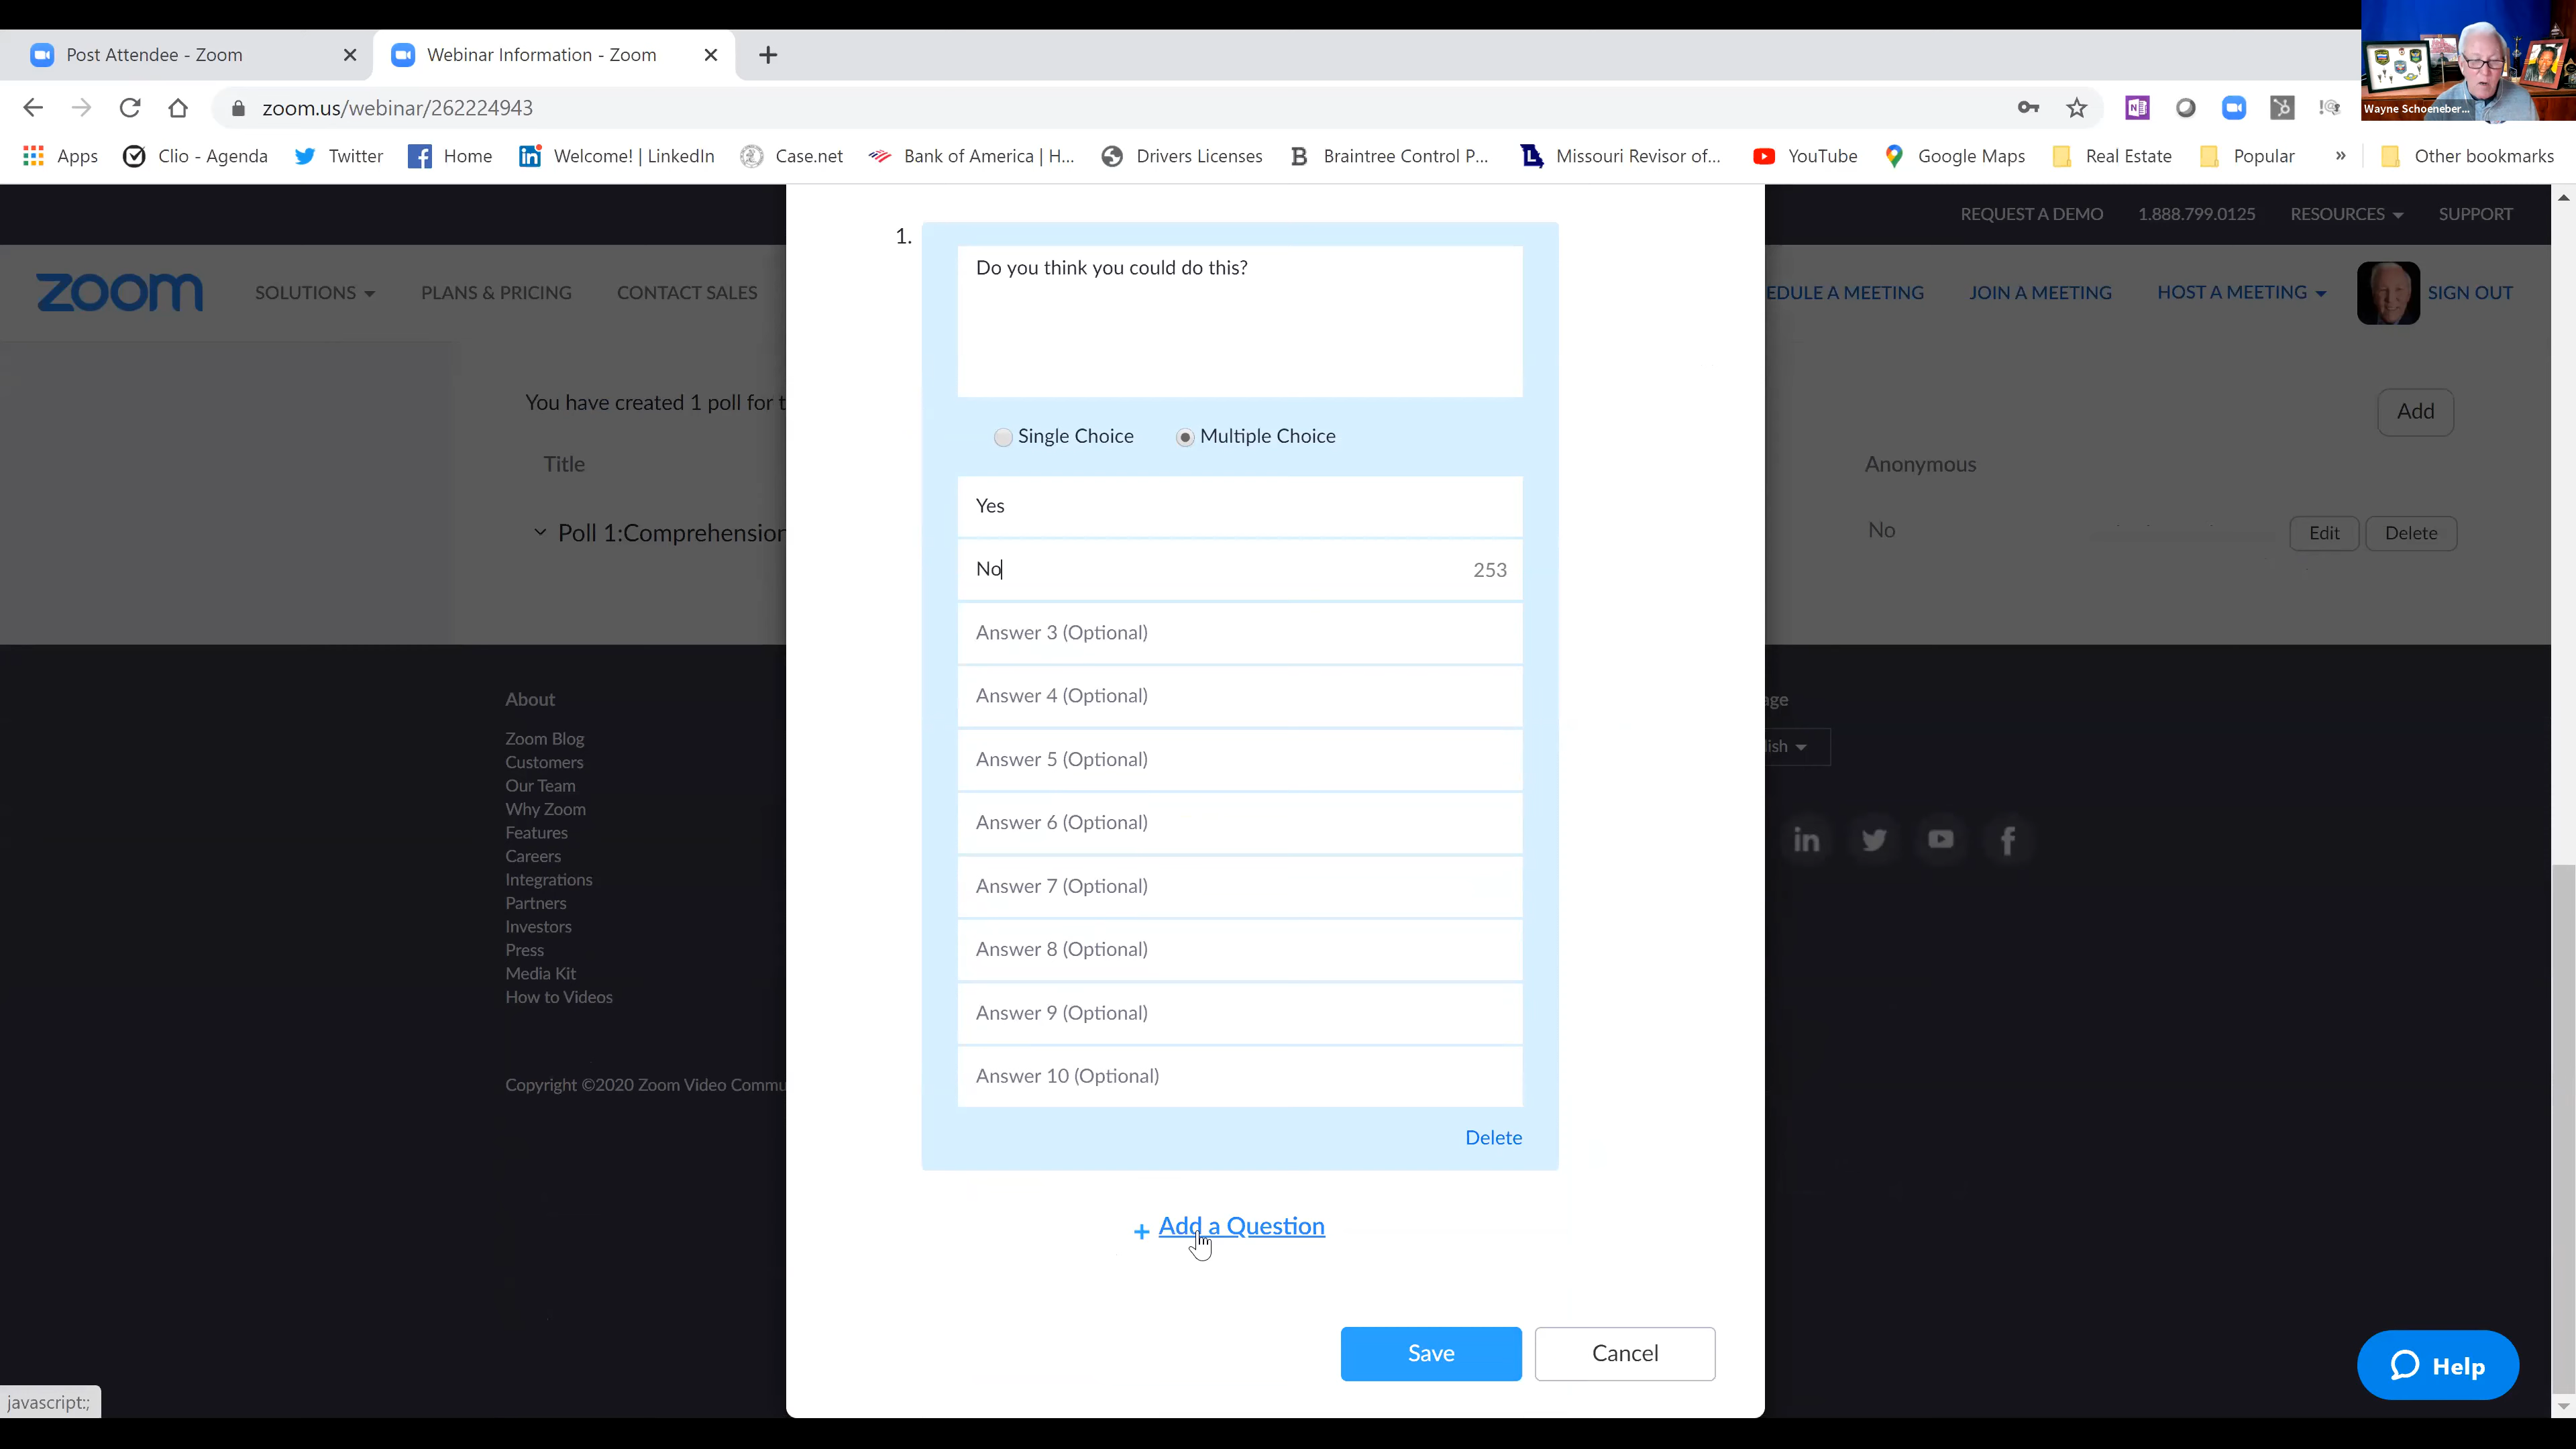 Post Attendee - Zoom
Webinar Information - Zoom
Wayne Schoeneber...
zoom.us/webinar/262224943
Apps
Clio - Agenda
Twitter
Home
Welcome! | LinkedIn
Case.net
Bank of America | H...
Drivers Licenses
Braintree Control P...
Missouri Revisor of...
YouTube
Google Maps
Real Estate
Popular
»
Other bookmarks
REQUEST A DEMO
1.888.799.0125
RESOURCES
SUPPORT
zoom
SOLUTIONS
PLANS & PRICING
CONTACT SALES
EDULE A MEETING
JOIN A MEETING
HOST A MEETING
SIGN OUT
1.
Do you think you could do this?
You have created 1 poll for t
Add
Single Choice
Multiple Choice
Title
Anonymous
Yes
Poll 1:Comprehension
No
Edit
Delete
No
253
Answer 3 (Optional)
Answer 4 (Optional)
Answer 5 (Optional)
Answer 6 (Optional)
Answer 7 (Optional)
Answer 8 (Optional)
Answer 9 (Optional)
Answer 10 (Optional)
Delete
+ Add a Question
Save
Cancel
About
Zoom Blog
Customers
Our Team
Why Zoom
Features
Careers
Integrations
Partners
Investors
Press
Media Kit
How to Videos
age
lish
Copyright ©2020 Zoom Video Commu
Help
javascript:;